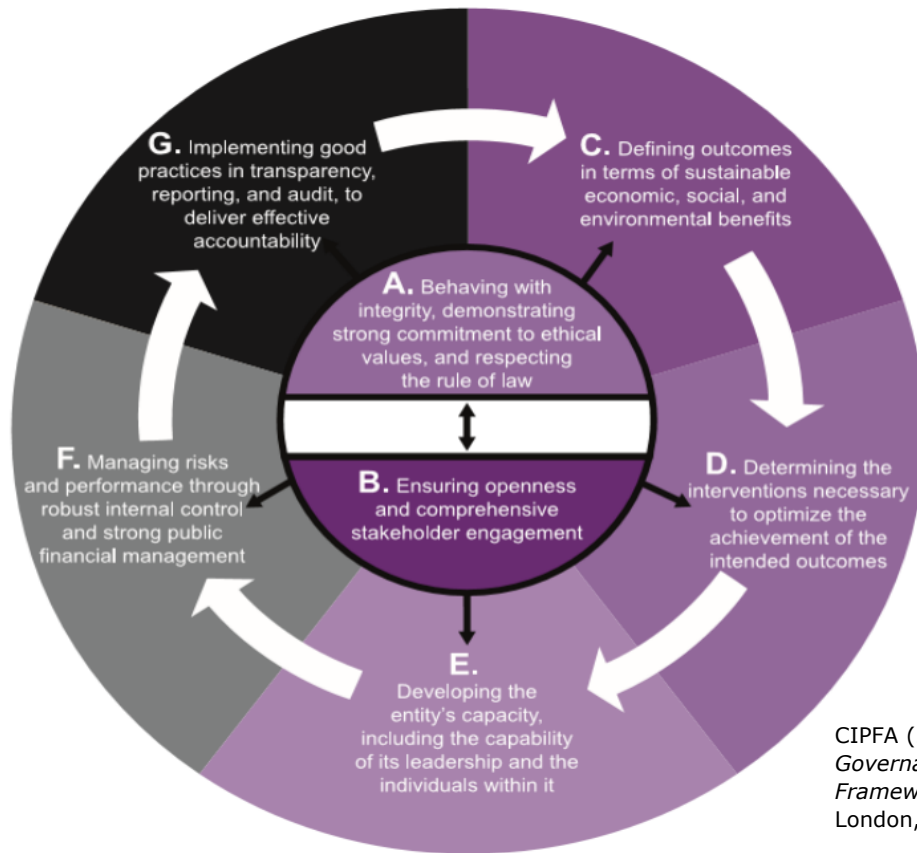 G. Implementing good
practices in transparency,
reporting, and audit, to
deliver effective
accountability
C. Defining outcomes
in terms of sustainable
economic, social, and
environmental benefits
A. Behaving with
integrity, demonstrating
strong commitment to ethical
values, and respecting
the rule of law
B. Ensuring openness
and comprehensive
stakeholder engagement
F. Managing risks
and performance through
robust internal control
and strong public
financial management
D. Determining the
interventions necessary
to optimize the
achievement of the
intended outcomes
E.
Developing the
entity's capacity,
including the capability
of its leadership and the
individuals within it
CIPFA (
Governa
Framew
London,